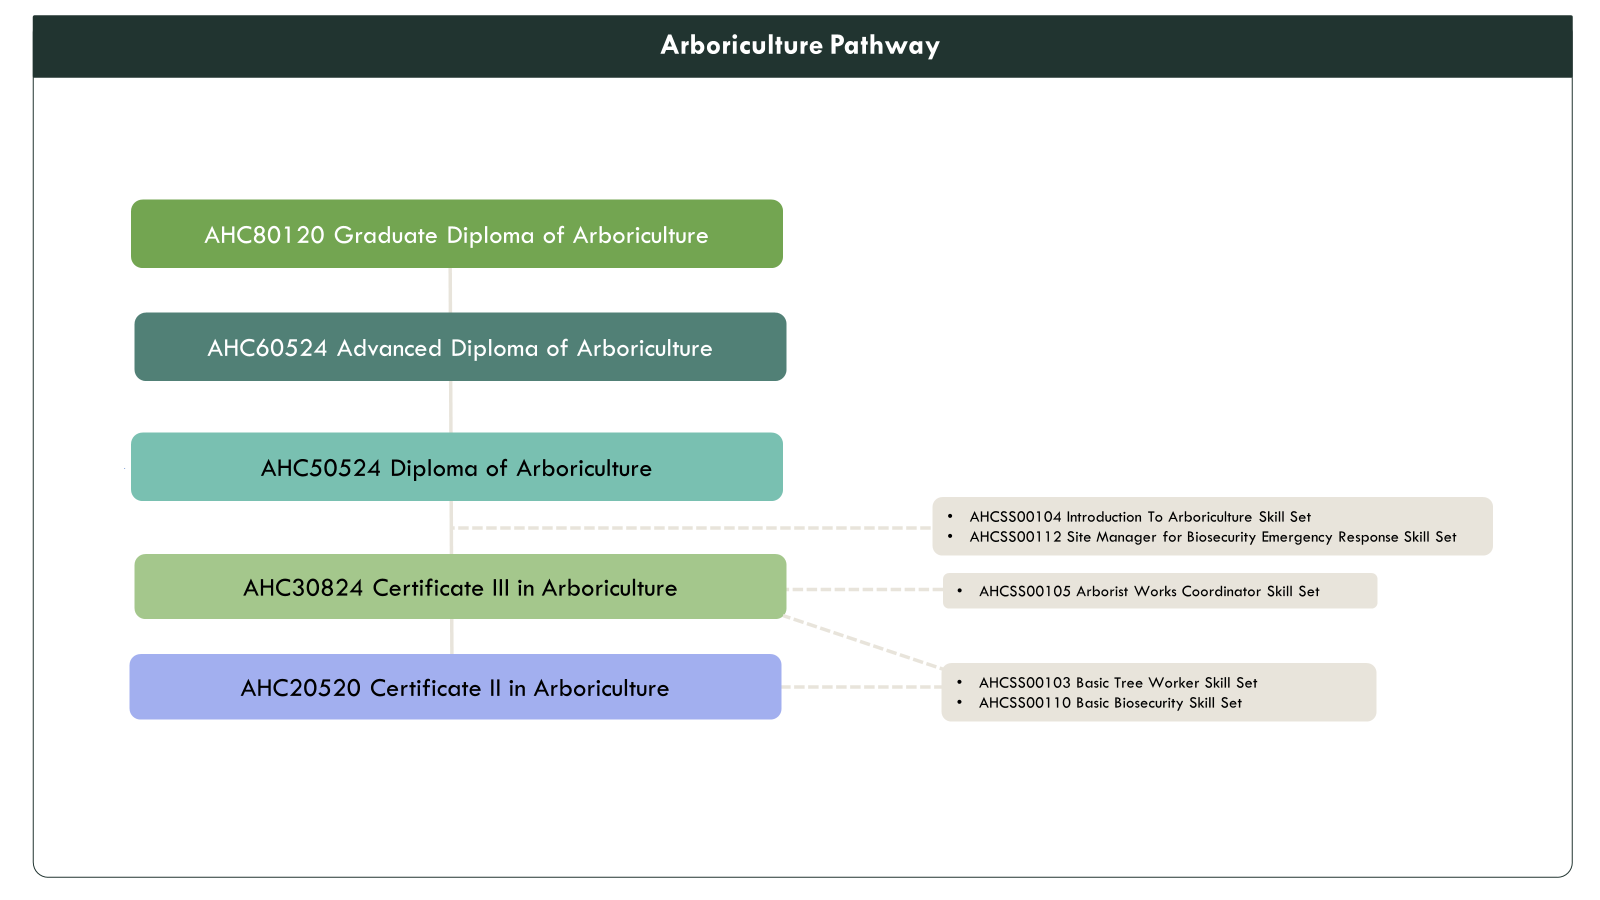 Arboriculture Pathway
AHC80120 Graduate Diploma of Arboriculture
AHC60524 Advanced Diploma of Arboriculture
AHC50524 Diploma of Arboriculture
• AHCSS00104 Introduction To Arboriculture Skill Set
• AHCSS00112 Site Manager for Biosecurity Emergency Response Skill Set
AHC30824 Certificate III in Arboriculture
• AHCSS00105 Arborist Works Coordinator Skill Set
AHC20520 Certificate II in Arboriculture
• AHCSS00103 Basic Tree Worker Skill Set
• AHCSS00110 Basic Biosecurity Skill Set